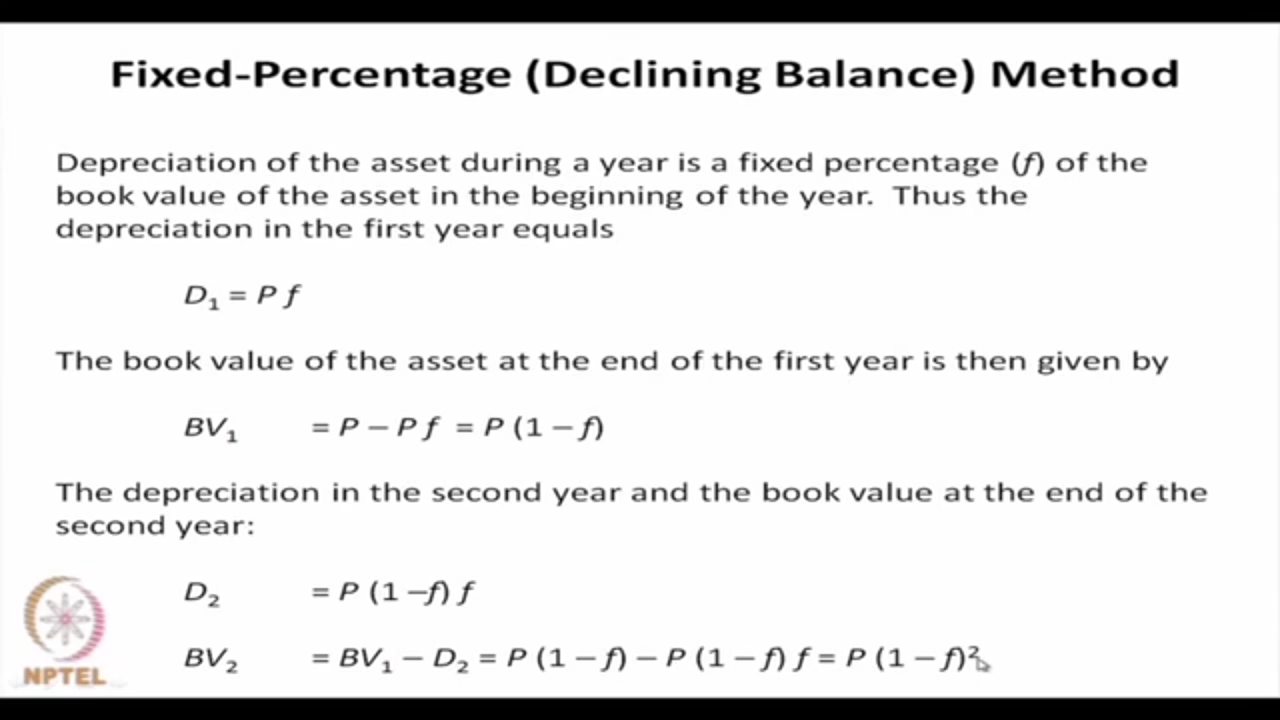 Fixed-Percentage (Declining Balance) Method
Depreciation of the asset during a year is a fixed percentage (f) of the
book value of the asset in the beginning of the year. Thus the
depreciation in the first year equals
D₁ = P f
The book value of the asset at the end of the first year is then given by
BV₁ = P – P f = P (1 – f)
The depreciation in the second year and the book value at the end of the
second year:
D₂ = P (1 –f) f
BV₂ = BV₁ – D₂ = P (1 – f) – P (1 – f) f = P (1 – f)²
NPTEL